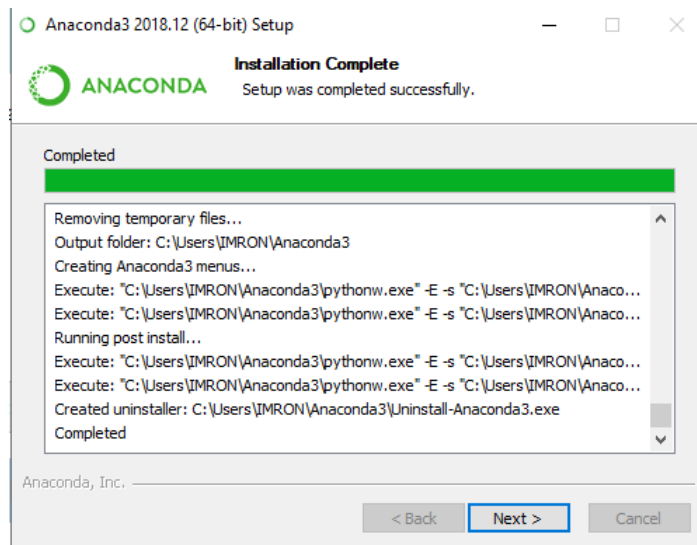 Anaconda3 2018.12 (64-bit) Setup
ANACONDA
Installation Complete
Setup was completed successfully.
Completed
Removing temporary files...
Output folder: C:\Users\IMRON\Anaconda3
Creating Anaconda3 menus...
Execute: "C:\Users\IMRON\Anaconda3\pythonw.exe" -E -s "C:\Users\IMRON\Anaco...
Execute: "C:\Users\IMRON\Anaconda3\pythonw.exe" -E -s "C:\Users\IMRON\Anaco...
Running post install...
Execute: "C:\Users\IMRON\Anaconda3\pythonw.exe" -E -s "C:\Users\IMRON\Anaco...
Execute: "C:\Users\IMRON\Anaconda3\pythonw.exe" -E -s "C:\Users\IMRON\Anaco...
Created uninstaller: C:\Users\IMRON\Anaconda3\Uninstall-Anaconda3.exe
Completed
Anaconda, Inc.
< Back Next > Cancel